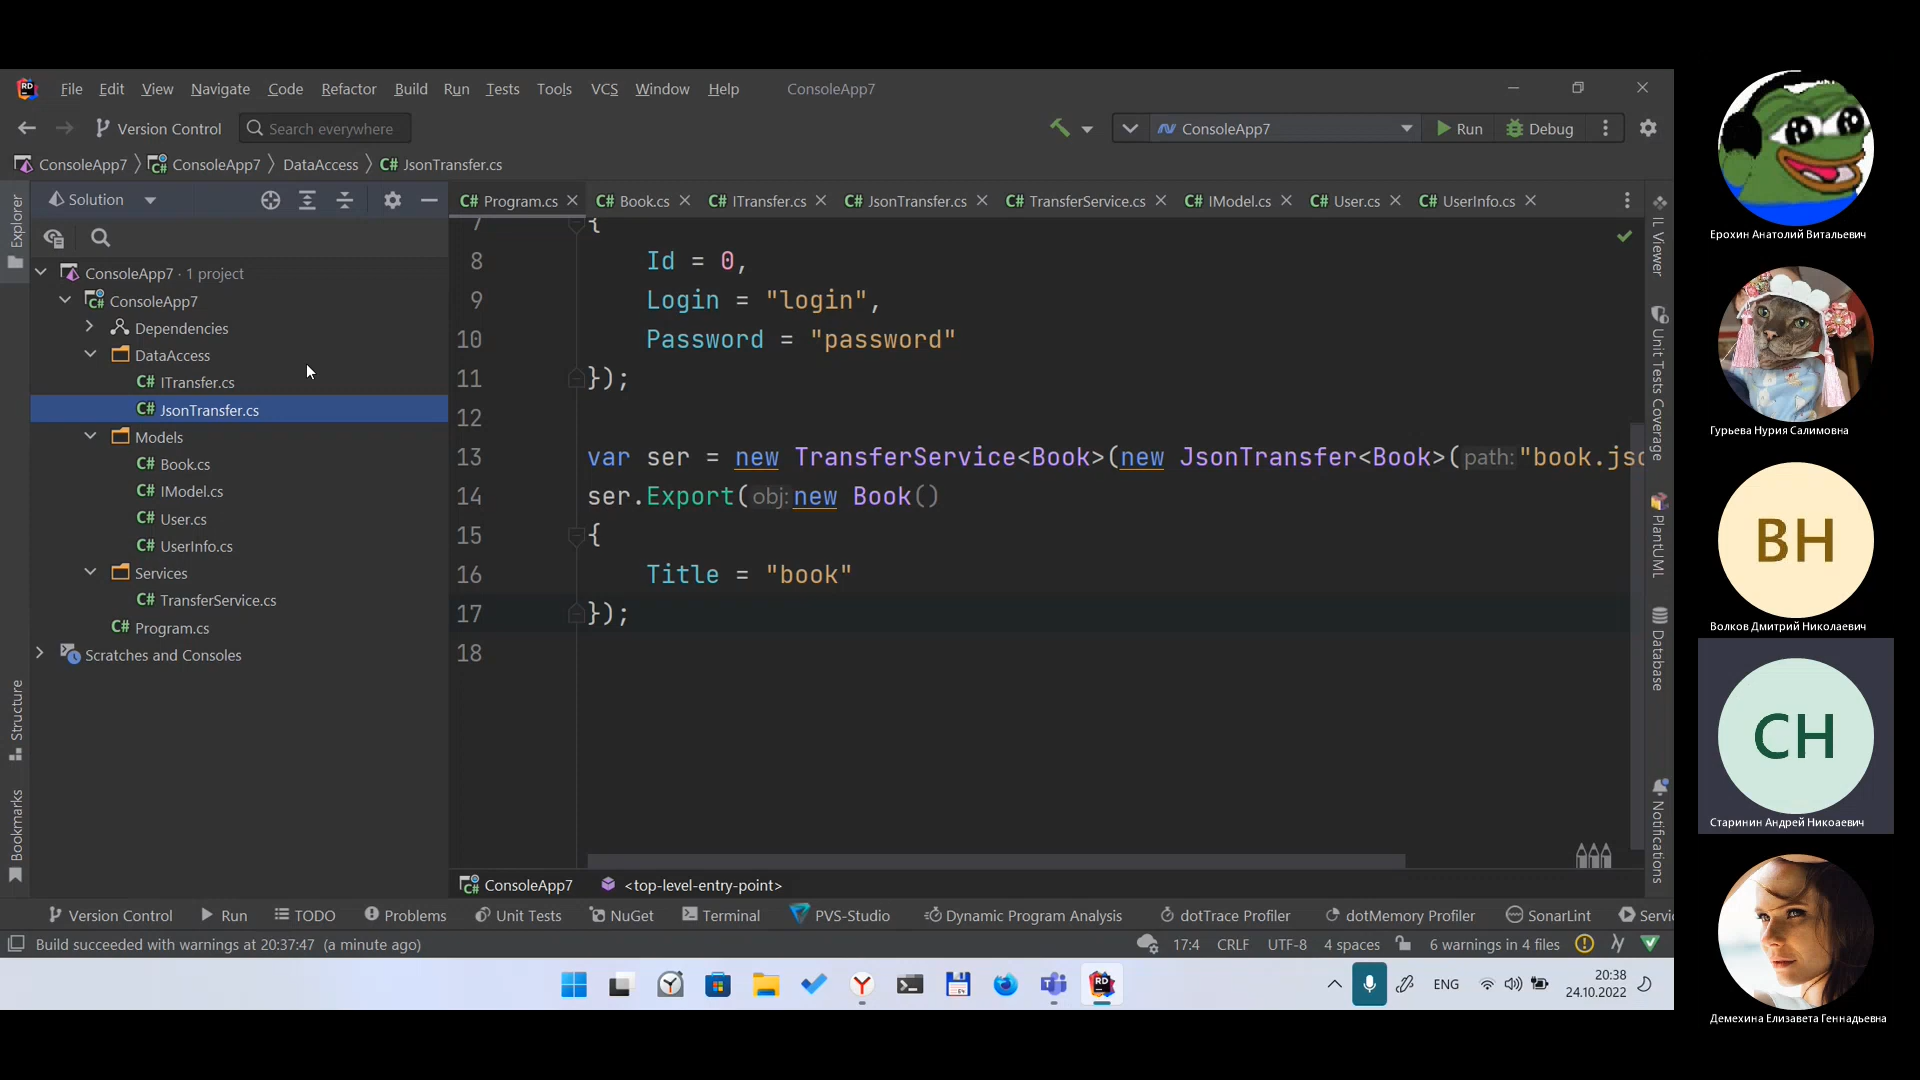 File Edit View Navigate Code Refactor Build Run Tests Tools VCS Window Help ConsoleApp7
Version Control Search everywhere ConsoleApp7 Run Debug
ConsoleApp7 ConsoleApp7 DataAccess C# JsonTransfer.cs
Explorer
Solution
ConsoleApp7 · 1 project
ConsoleApp7
Dependencies
DataAccess
C# ITransfer.cs
C# JsonTransfer.cs
Models
C# Book.cs
C# IModel.cs
C# User.cs
C# UserInfo.cs
Services
C# TransferService.cs
C# Program.cs
Scratches and Consoles
Structure
Bookmarks
C# Program.cs C# Book.cs C# ITransfer.cs C# JsonTransfer.cs C# TransferService.cs C# IModel.cs C# User.cs C# UserInfo.cs
7 {
8 Id = 0,
9 Login = "login",
10 Password = "password"
11 });
12
13 var ser = new TransferService<Book>(new JsonTransfer<Book>( path: "book.jso
14 ser.Export( obj: new Book()
15 {
16 Title = "book"
17 });
18
IL Viewer
Unit Tests Coverage
PlantUML
Database
Notifications
ConsoleApp7 <top-level-entry-point>
Version Control Run TODO Problems Unit Tests NuGet Terminal PVS-Studio Dynamic Program Analysis dotTrace Profiler dotMemory Profiler SonarLint Servi
Build succeeded with warnings at 20:37:47 (a minute ago) 17:4 CRLF UTF-8 4 spaces 6 warnings in 4 files
ENG 20:38
24.10.2022
Ерохин Анатолий Витальевич
Гурьева Нурия Салимовна
ВН
Волков Дмитрий Николаевич
СН
Старинин Андрей Никоаевич
Демехина Елизавета Геннадьевна